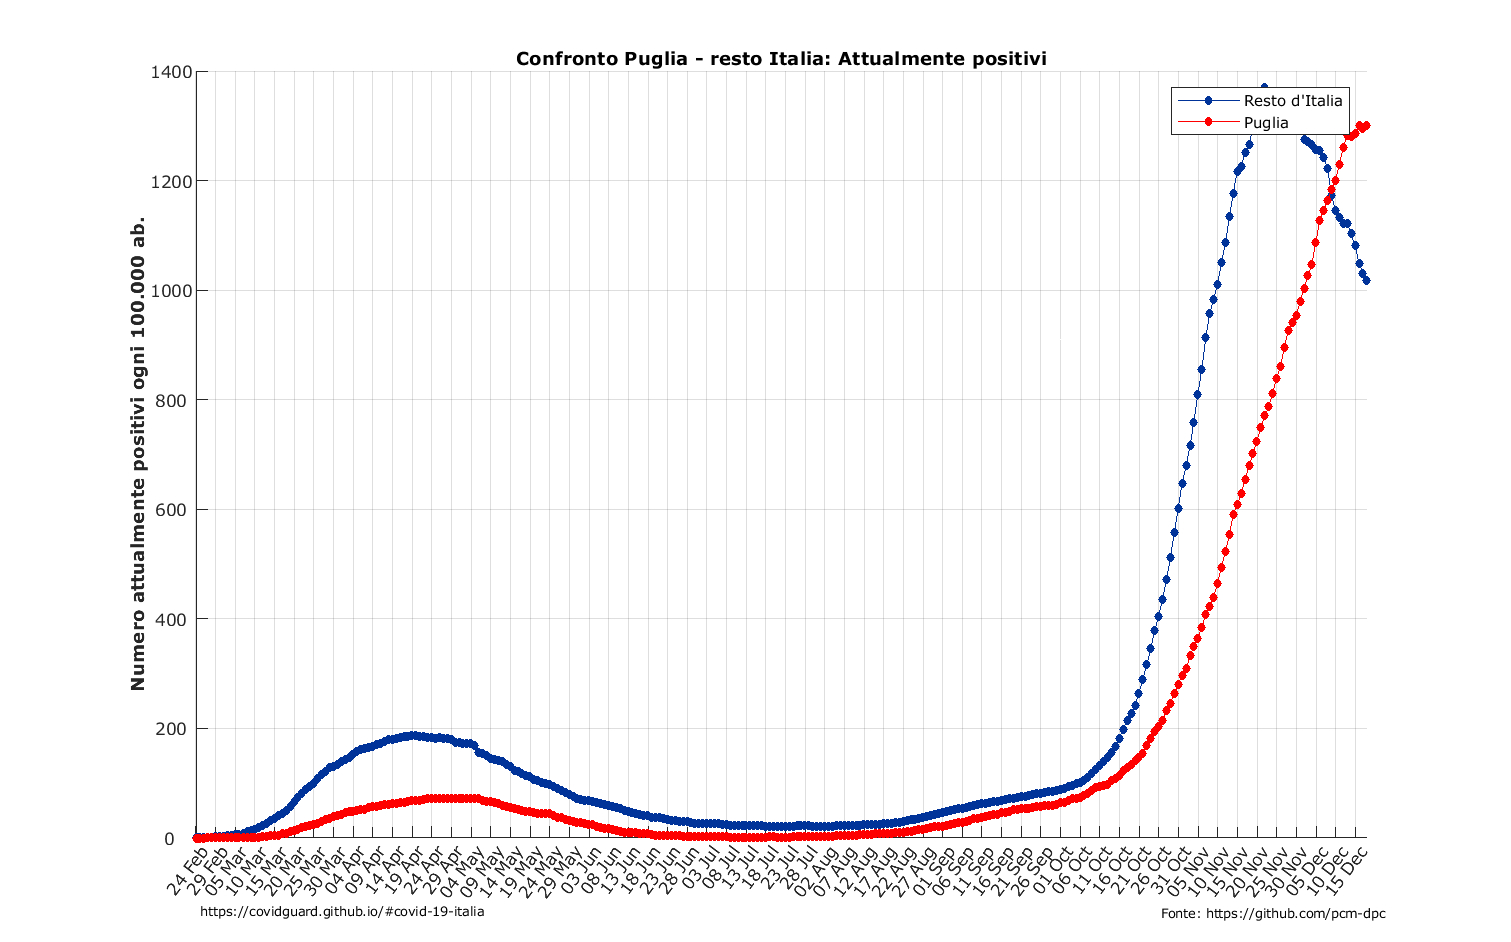 Confronto Puglia - resto Italia: Attualmente positivi
Numero attualmente positivi ogni 100.000 ab.
1400
1200
1000
800
600
400
200
0
Resto d'Italia
Puglia
24 Feb
29 Feb
05 Mar
10 Mar
15 Mar
20 Mar
25 Mar
30 Mar
04 Apr
09 Apr
14 Apr
19 Apr
24 Apr
29 Apr
04 May
09 May
14 May
19 May
24 May
29 May
03 Jun
08 Jun
13 Jun
18 Jun
23 Jun
28 Jun
03 Jul
08 Jul
13 Jul
18 Jul
23 Jul
28 Jul
02 Aug
07 Aug
12 Aug
17 Aug
22 Aug
27 Aug
01 Sep
06 Sep
11 Sep
16 Sep
21 Sep
26 Sep
01 Oct
06 Oct
11 Oct
16 Oct
21 Oct
26 Oct
31 Oct
05 Nov
10 Nov
15 Nov
20 Nov
25 Nov
30 Nov
05 Dec
10 Dec
15 Dec
https://covidguard.github.io/#covid-19-italia
Fonte: https://github.com/pcm-dpc